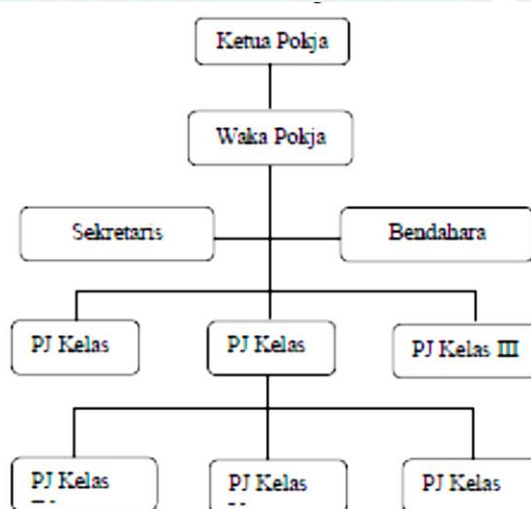 Ketua Pokja
Waka Pokja
Sekretaris
Bendahara
PJ Kelas
PJ Kelas
PJ Kelas III
PJ Kelas
PJ Kelas
PJ Kelas